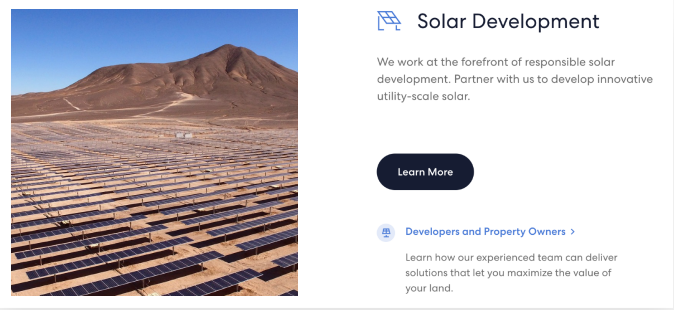 Solar Development
We work at the forefront of responsible solar
development. Partner with us to develop innovative
utility-scale solar.
Learn More
Developers and Property Owners >
Learn how our experienced team can deliver
solutions that let you maximize the value of
your land.